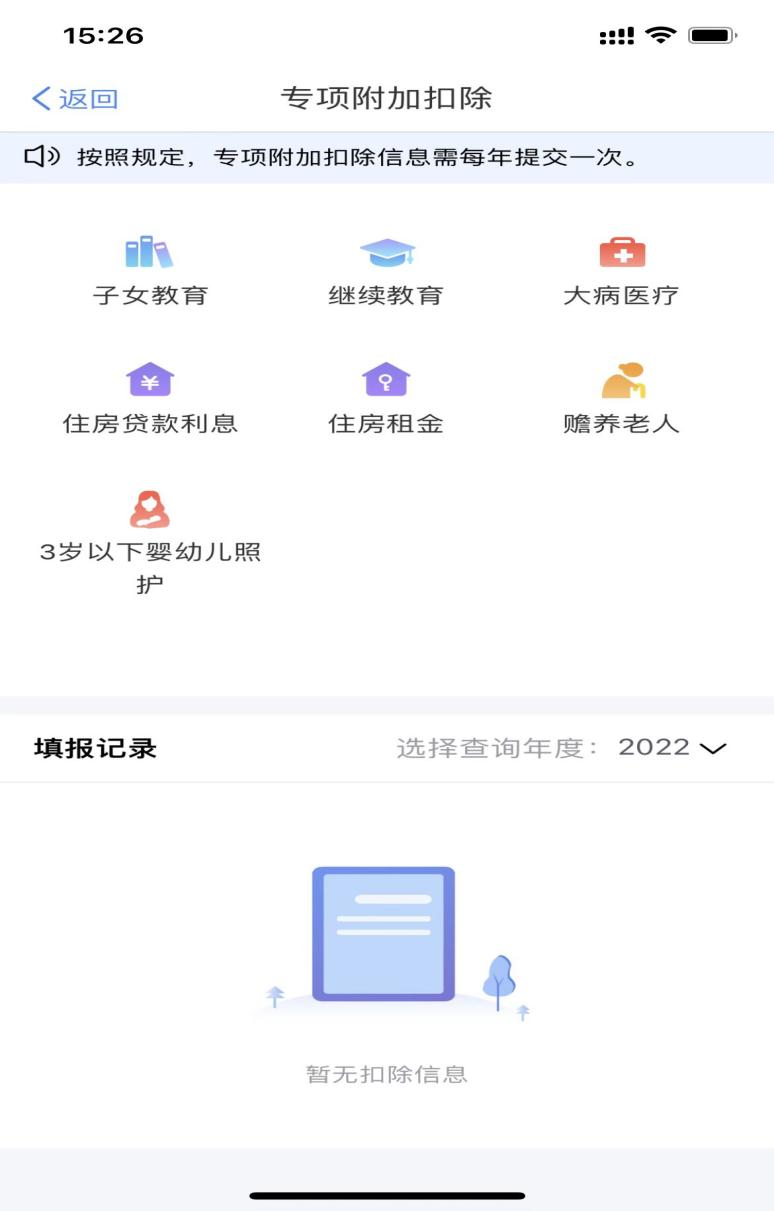 15:26
返回
专项附加扣除
按照规定，专项附加扣除信息需每年提交一次。
子女教育
继续教育
大病医疗
住房贷款利息
住房租金
赡养老人
3岁以下婴幼儿照
护
填报记录
选择查询年度： 2022
暂无扣除信息